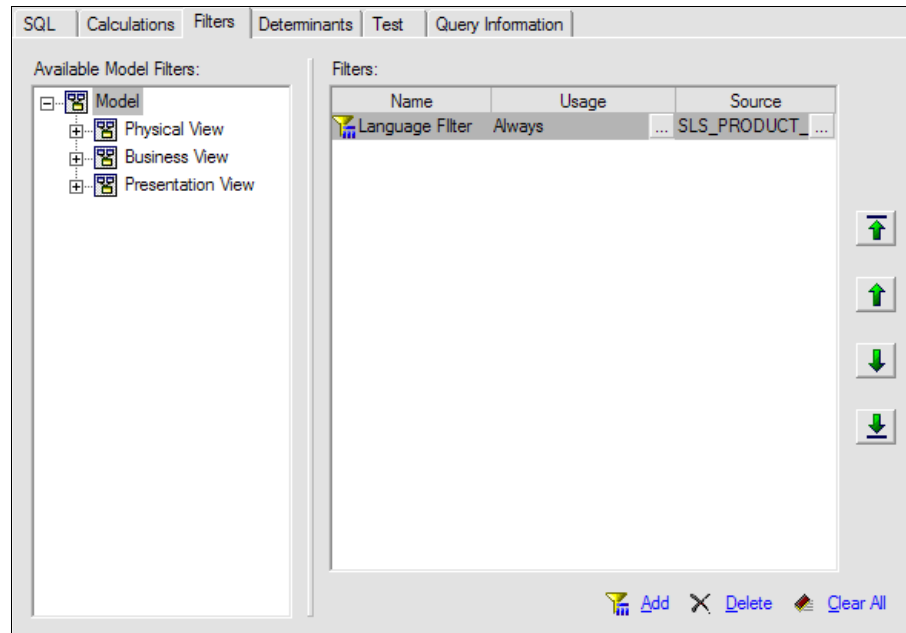 SQL Calculations Filters Determinants Test Query Information
Available Model Filters:
Model
Physical View
Business View
Presentation View
Filters:
Name Usage Source
Language FIlter Always ... SLS_PRODUCT_ ...
Add Delete Clear All